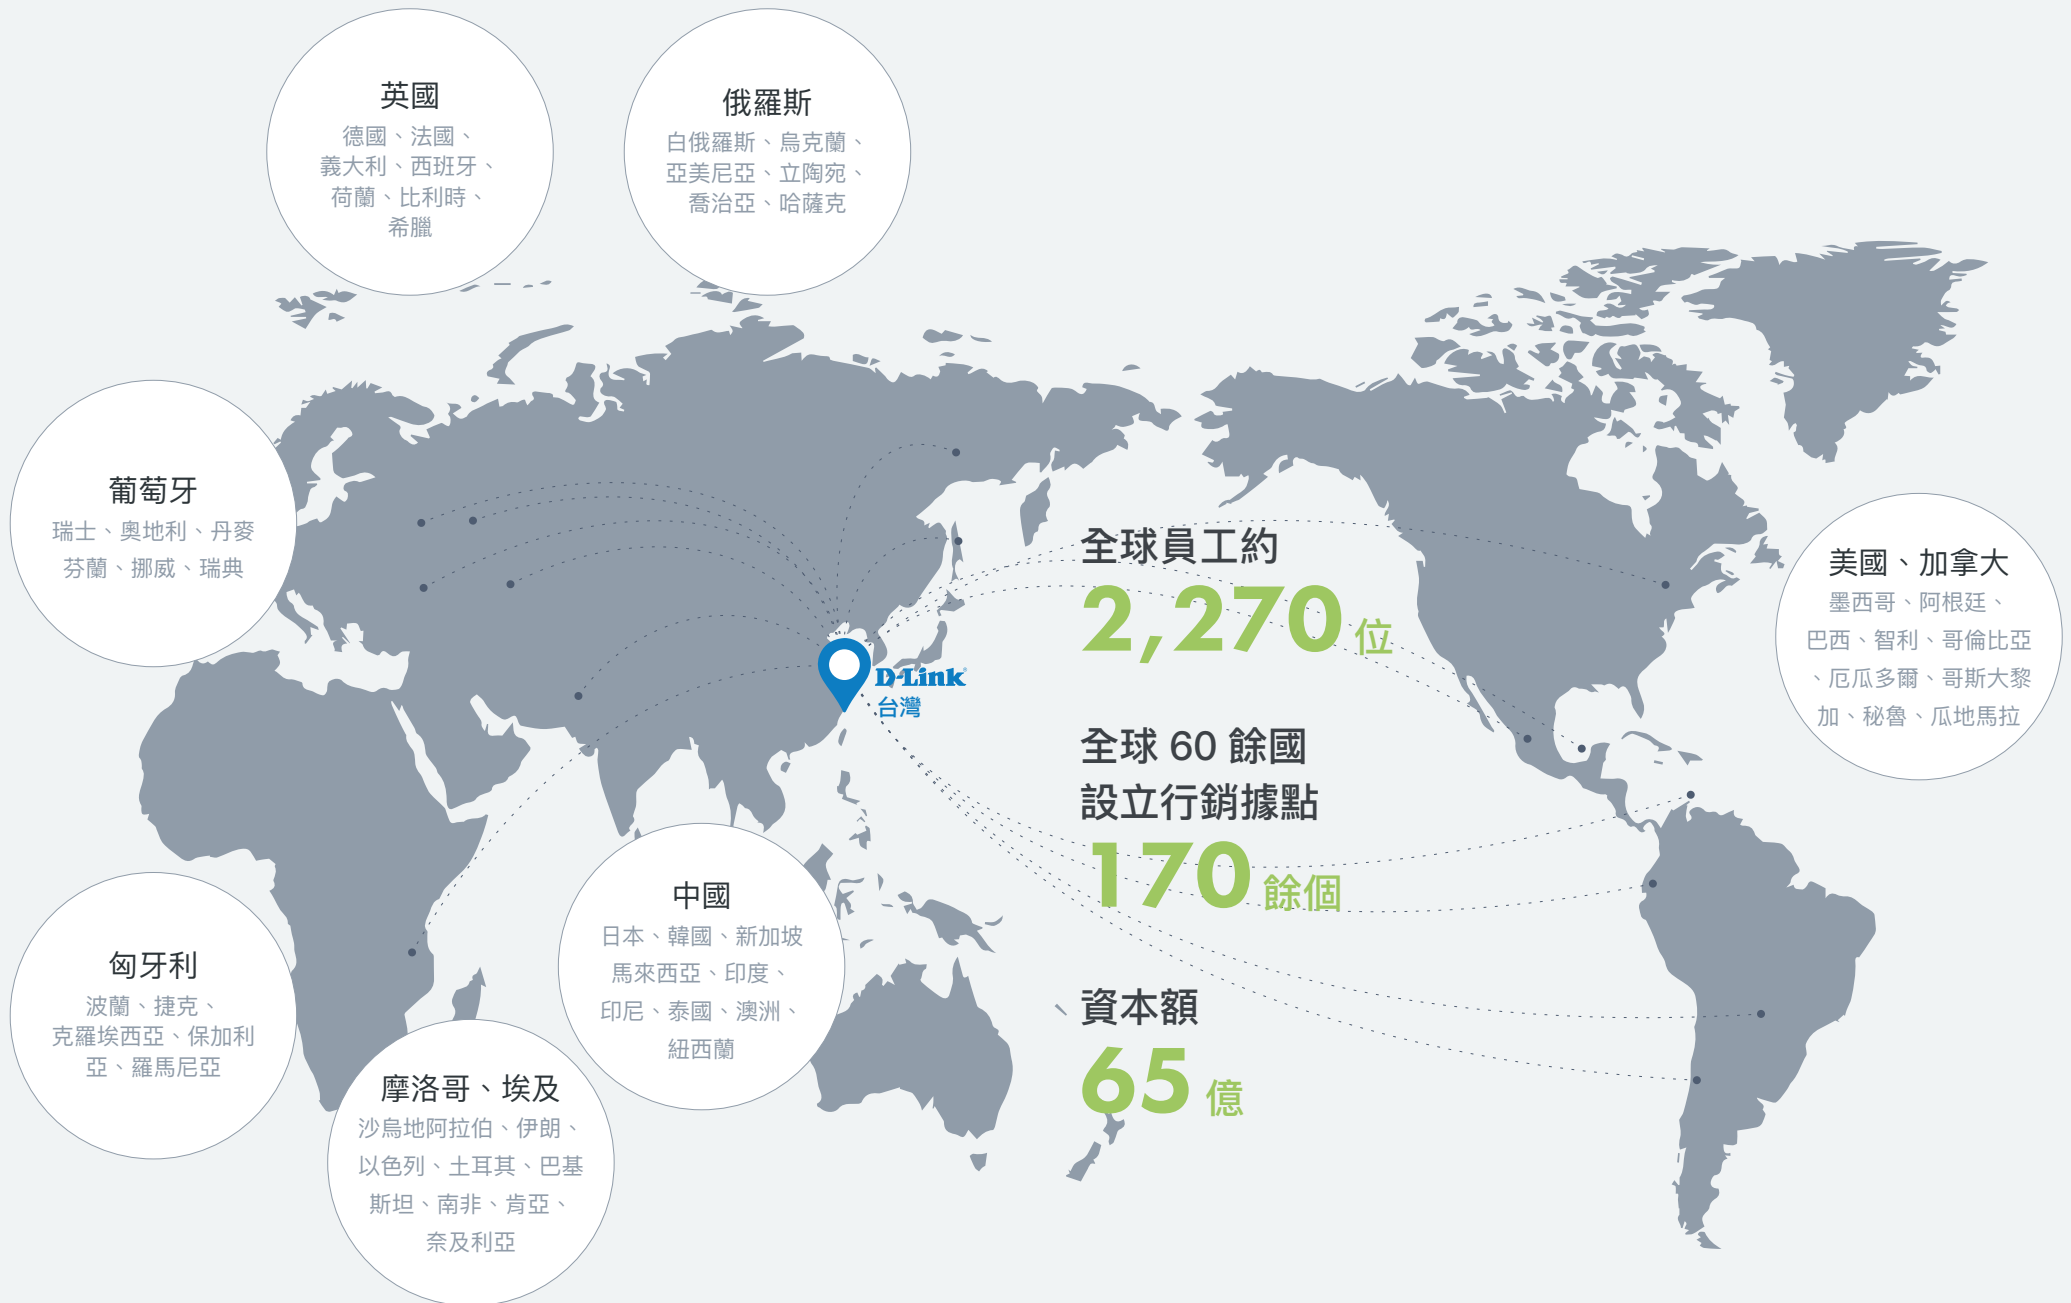 英國
德國、法國、
義大利、西班牙、
荷蘭、比利時、
希臘
俄羅斯
白俄羅斯、烏克蘭、
亞美尼亞、立陶宛、
喬治亞、哈薩克
葡萄牙
瑞士、奧地利、丹麥
芬蘭、挪威、瑞典
美國、加拿大
墨西哥、阿根廷、
巴西、智利、哥倫比亞
、厄瓜多爾、哥斯大黎
加、秘魯、瓜地馬拉
全球員工約
2,270 位
D-Link®
台灣
全球 60 餘國
設立行銷據點
170 餘個
資本額
65 億
匈牙利
波蘭、捷克、
克羅埃西亞、保加利
亞、羅馬尼亞
中國
日本、韓國、新加坡
馬來西亞、印度、
印尼、泰國、澳洲、
紐西蘭
摩洛哥、埃及
沙烏地阿拉伯、伊朗、
以色列、土耳其、巴基
斯坦、南非、肯亞、
奈及利亞